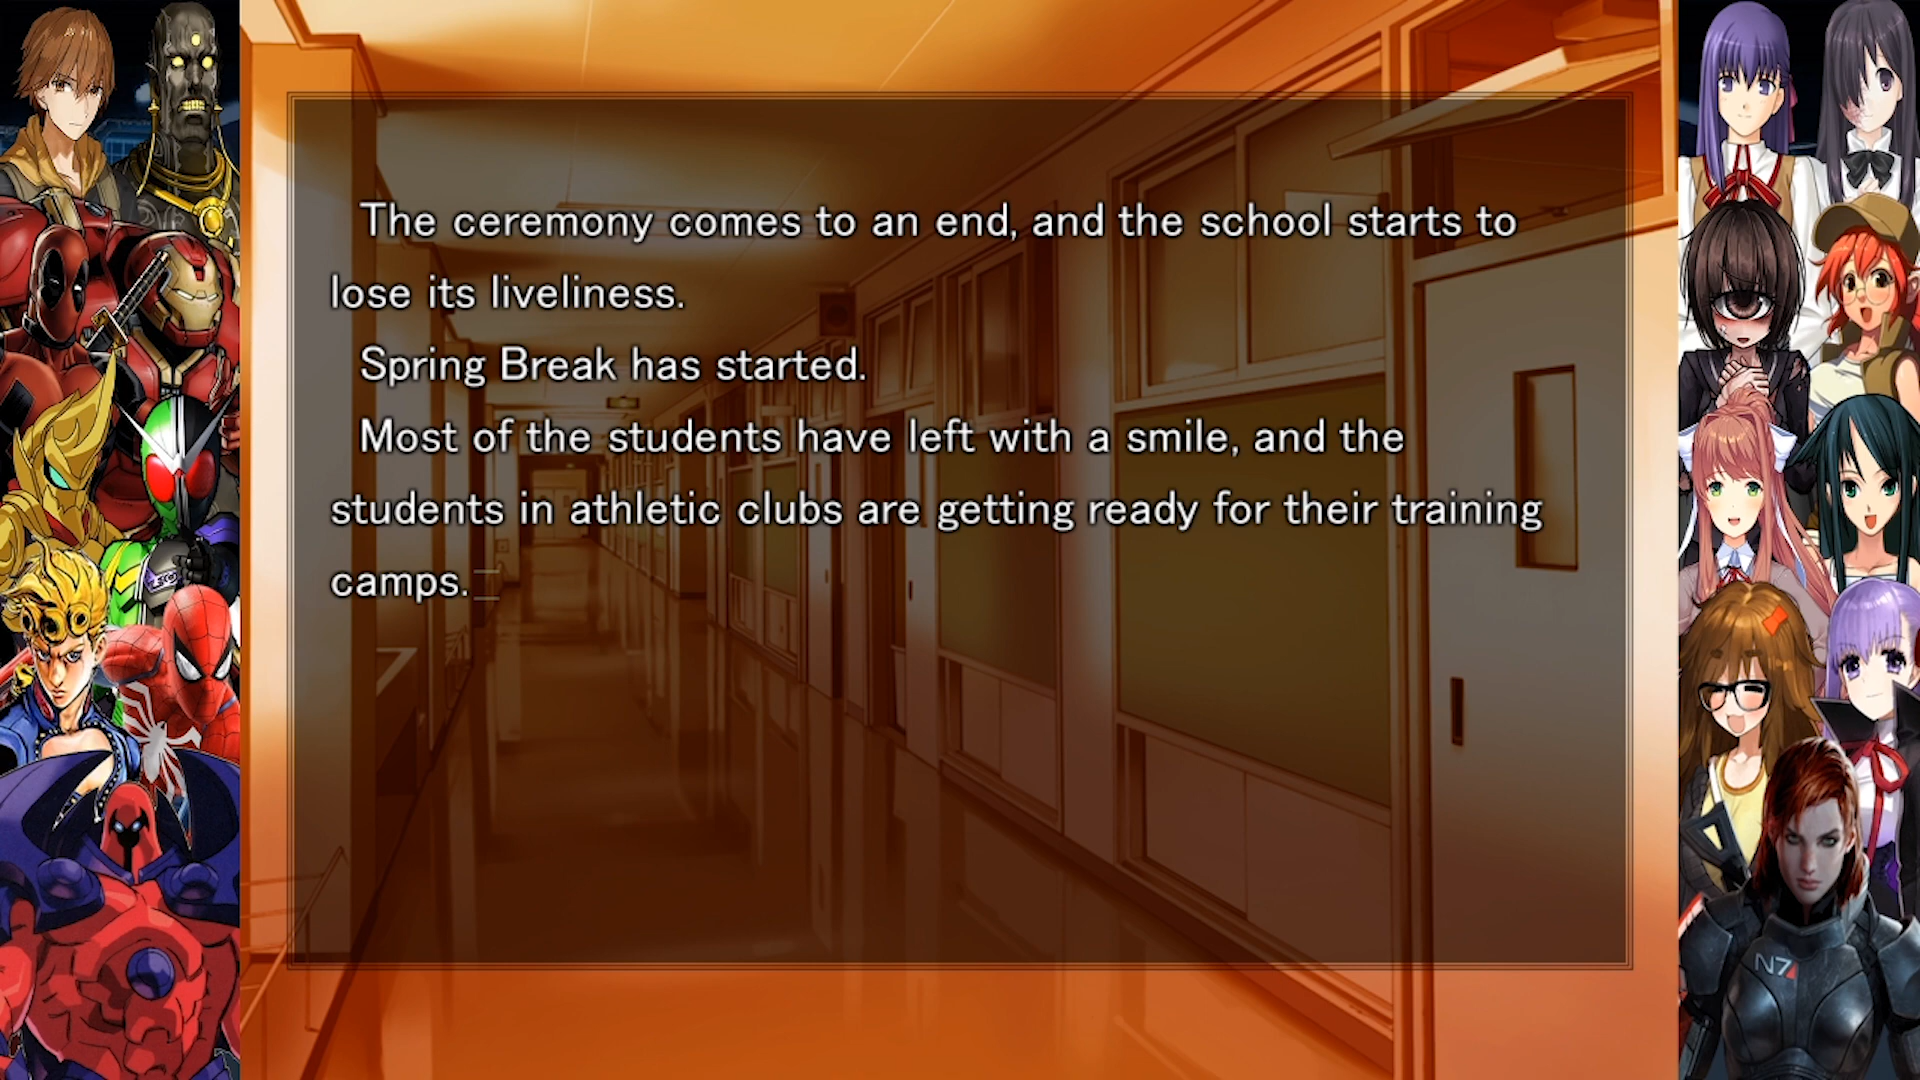 The ceremony comes to an end, and the school starts to
lose its liveliness.
Spring Break has started.
Most of the students have left with a smile, and the
students in athletic clubs are getting ready for their training
camps.
N7